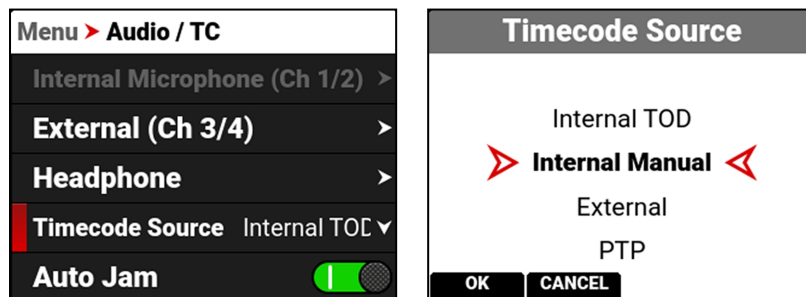 Menu > Audio / TC
Internal Microphone (Ch 1/2) >
External (Ch 3/4) >
Headphone >
Timecode Source Internal TOD
Auto Jam
Timecode Source
Internal TOD
Internal Manual
External
PTP
OK CANCEL